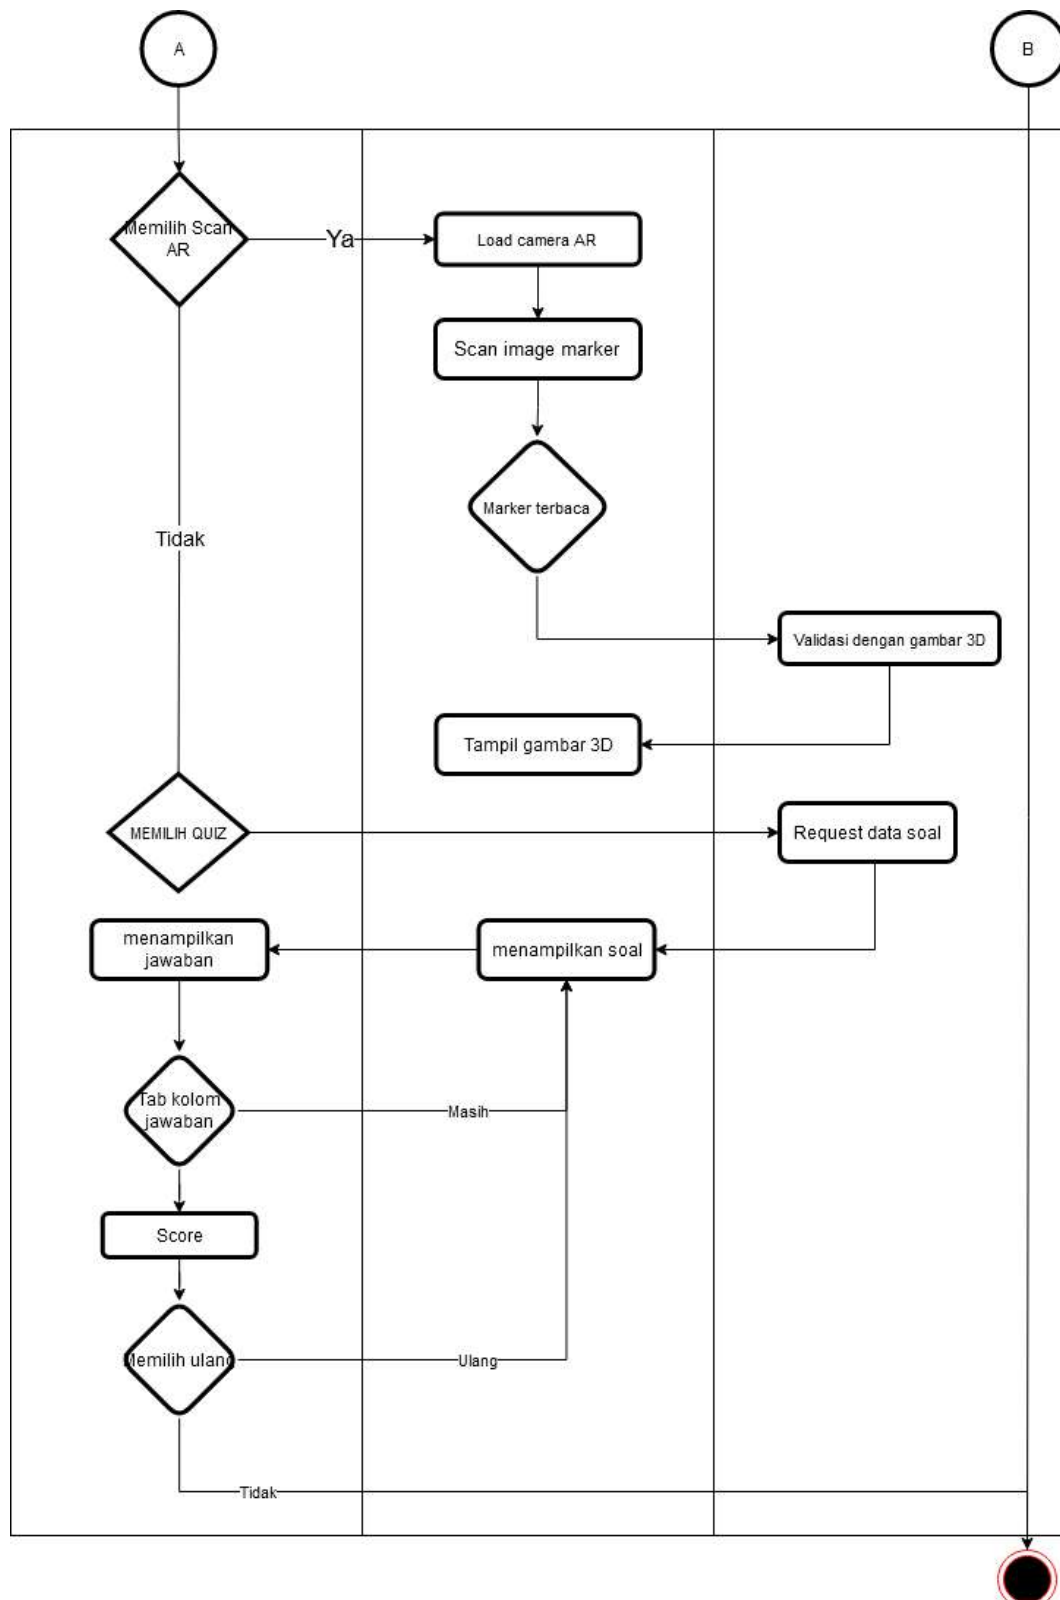 A
B
Memilih Scan
AR
Ya
Load camera AR
Scan image marker
Marker terbaca
Tidak
Validasi dengan gambar 3D
Tampil gambar 3D
MEMILIH QUIZ
Request data soal
menampilkan
jawaban
menampilkan soal
Tab kolom
jawaban
Masih
Score
Memilih ulang
Ulang
Tidak